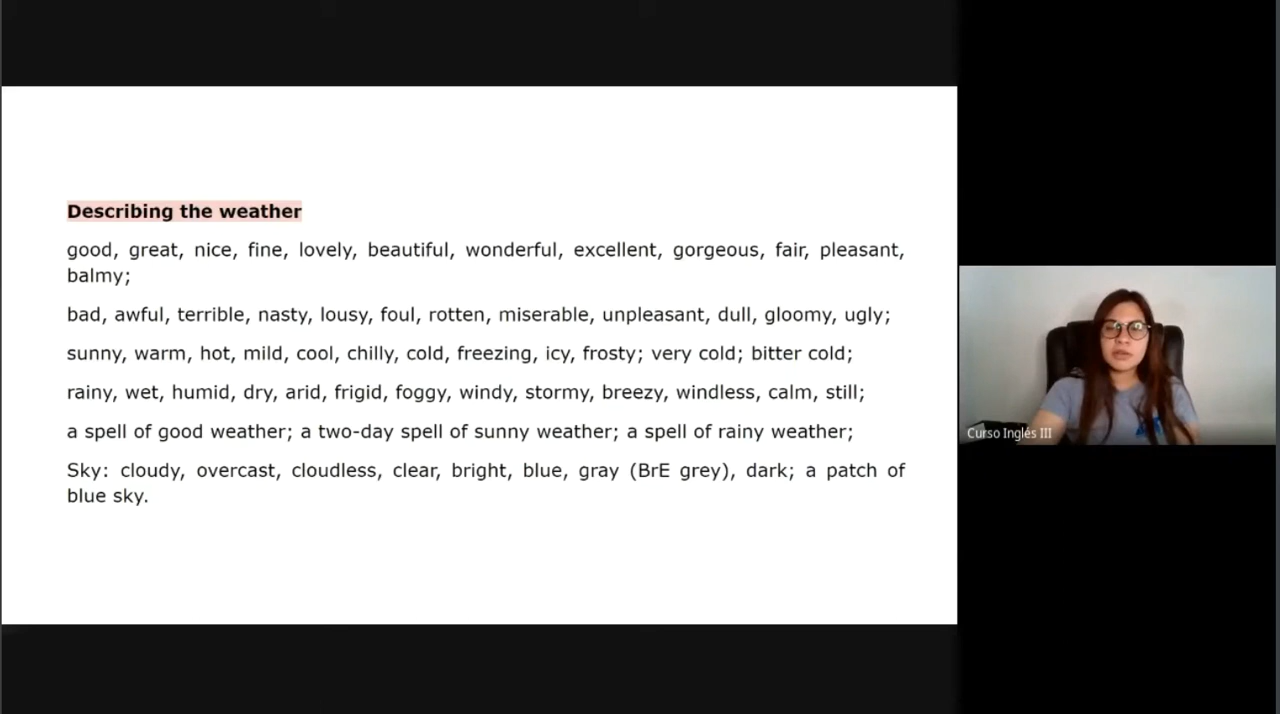 Describing the weather
good, great, nice, fine, lovely, beautiful, wonderful, excellent, gorgeous, fair, pleasant,
balmy;
bad, awful, terrible, nasty, lousy, foul, rotten, miserable, unpleasant, dull, gloomy, ugly;
sunny, warm, hot, mild, cool, chilly, cold, freezing, icy, frosty; very cold; bitter cold;
rainy, wet, humid, dry, arid, frigid, foggy, windy, stormy, breezy, windless, calm, still;
a spell of good weather; a two-day spell of sunny weather; a spell of rainy weather;
Sky: cloudy, overcast, cloudless, clear, bright, blue, gray (BrE grey), dark; a patch of
blue sky.
Curso Inglés III